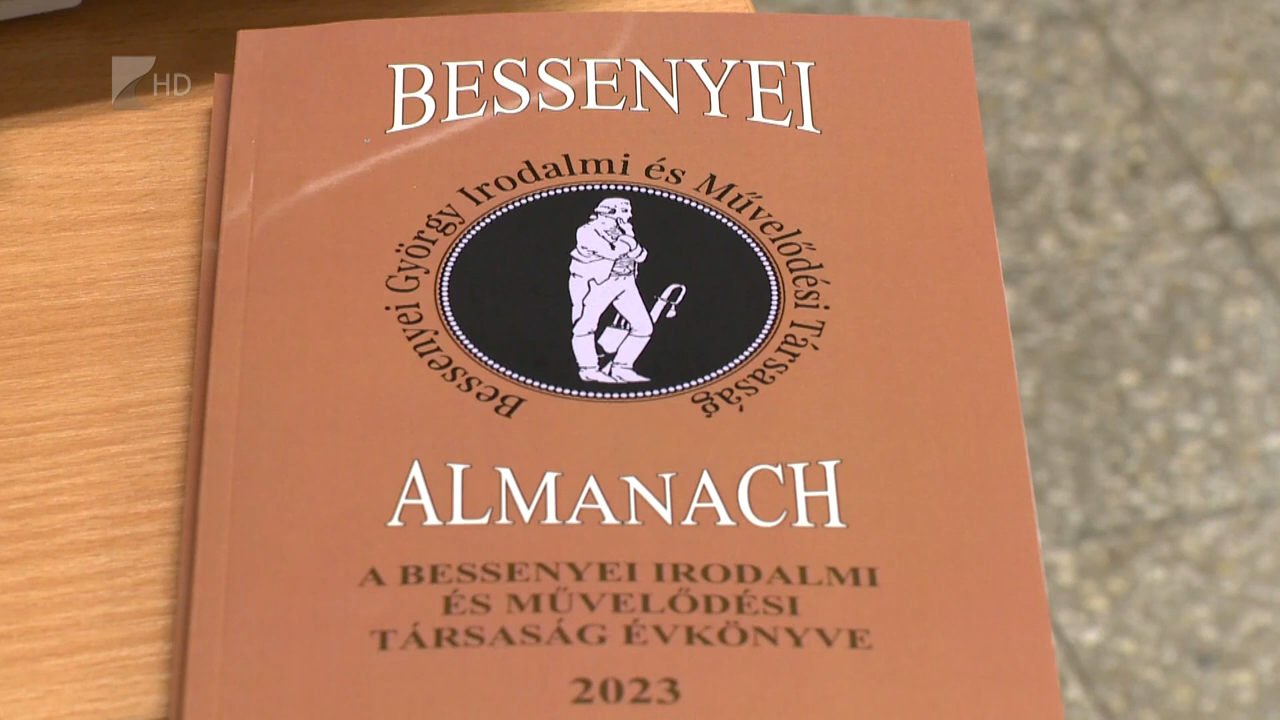 HD
BESSENYEI
Bessenyei György Irodalmi és Művelődési Társaság
ALMANACH
A BESSENYEI IRODALMI
ÉS MŰVELŐDÉSI
TÁRSASÁG ÉVKÖNYVE
2023